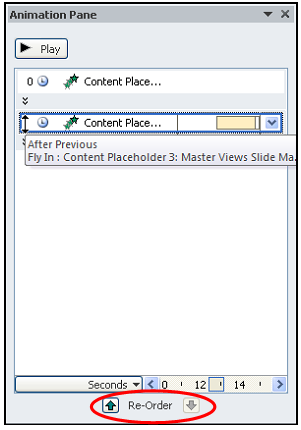 Animation Pane
Play
0 Content Place...
Content Place...
After Previous
Fly In : Content Placeholder 3: Master Views Slide Ma...
Seconds 0 12 14
Re-Order